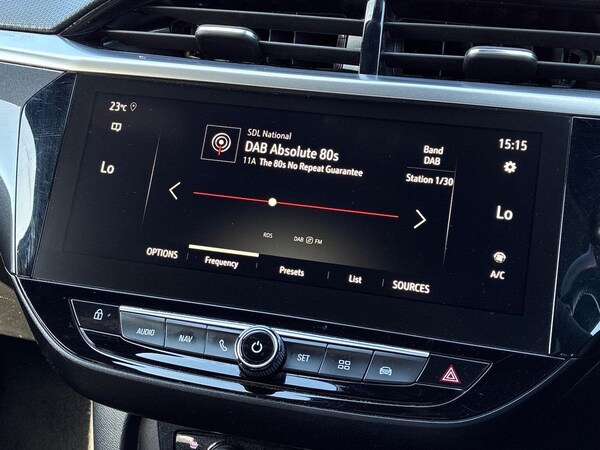 23°C
15:15
SDL National
DAB Absolute 80s
11A The 80s No Repeat Guarantee
Band
DAB
Station 1/30
Lo
Lo
RDS
DAB FM
A/C
OPTIONS
Frequency
Presets
List
SOURCES
AUDIO
NAV
SET